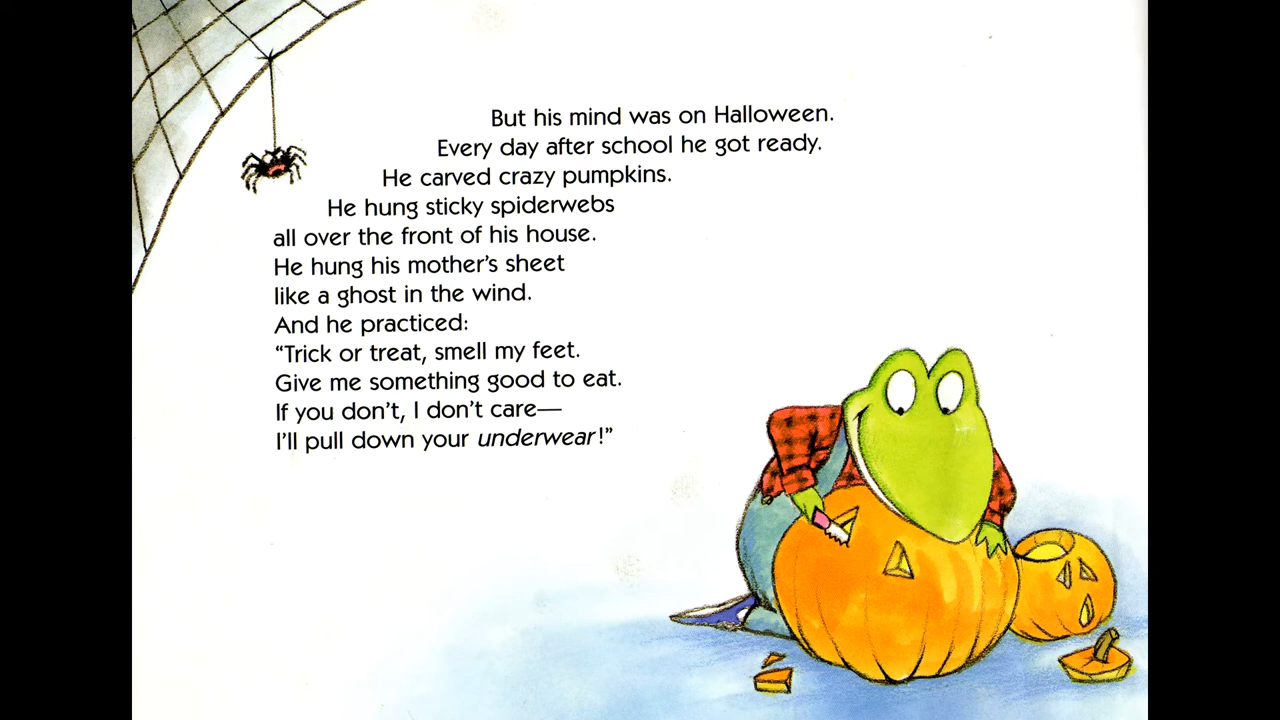 But his mind was on Halloween.
Every day after school he got ready.
He carved crazy pumpkins.
He hung sticky spiderwebs
all over the front of his house.
He hung his mother’s sheet
like a ghost in the wind.
And he practiced:
“Trick or treat, smell my feet.
Give me something good to eat.
If you don’t, I don’t care—
I’ll pull down your underwear!”